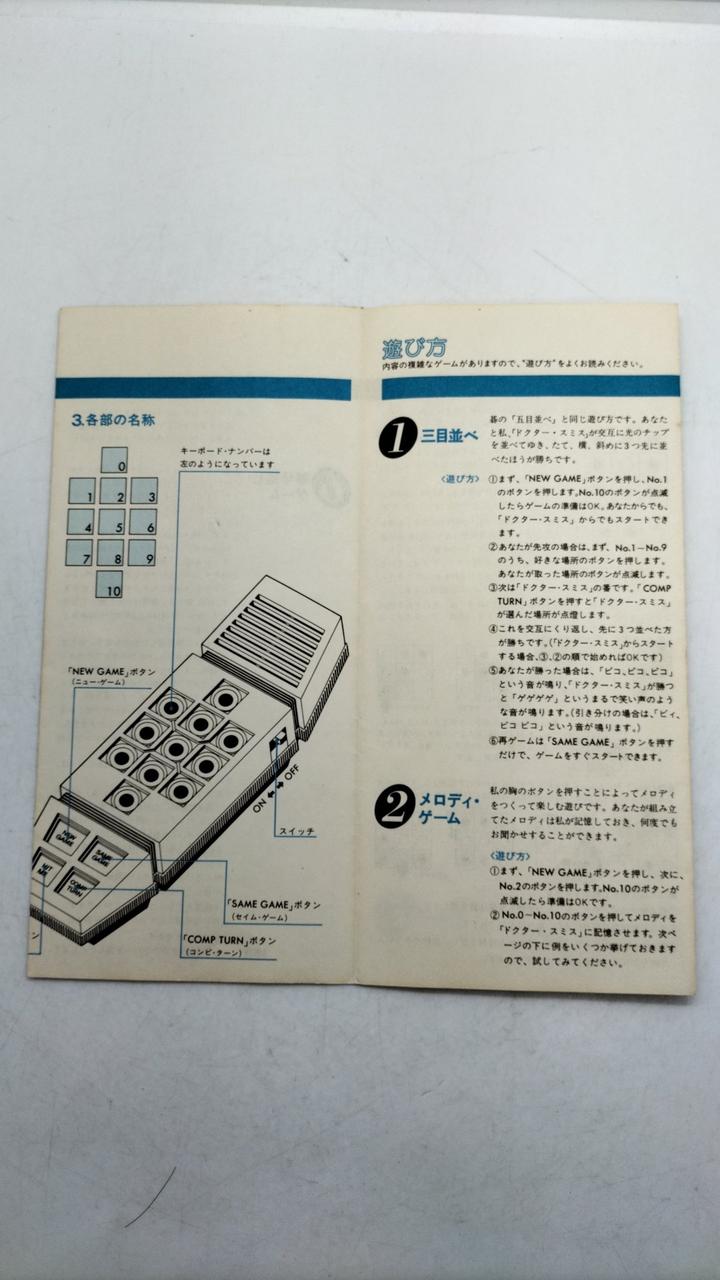 3.各部の名称
0
1 2 3
4 5 6
7 8 9
10
キーボード・ナンバーは
左のようになっています
「NEW GAME」ボタン
(ニュー・ゲーム)
ON ⟷ OFF
スイッチ
NEW GAME
SAME GAME
HIT ME
COMP TURN
「SAME GAME」ボタン
(セイム・ゲーム)
「COMP TURN」ボタン
(コンピ・ターン)
ン
遊び方
内容の複雑なゲームがありますので、"遊び方"をよくお読みください。
1 三目並べ
碁の「五目並べ」と同じ遊び方です。あなた
と私、「ドクター・スミス」が交互に光のチップ
を並べてゆき、たて、横、斜めに3つ先に並
べたほうが勝ちです。
〈遊び方〉
①まず、「NEW GAME」ボタンを押し、No.1
のボタンを押します。No.10のボタンが点滅
したらゲームの準備はOK。あなたからでも、
「ドクター・スミス」からでもスタートでき
ます。
②あなたが先攻の場合は、まず、No.1~No.9
のうち、好きな場所のボタンを押します。
あなたが取った場所のボタンが点滅します。
③次は「ドクター・スミス」の番です。「COMP
TURN」ボタンを押すと「ドクター・スミス」
が選んだ場所が点燈します。
④これを交互にくり返し、先に3つ並べた方
が勝ちです。(「ドクター・スミス」からスタート
する場合、③、②の順で始めればOKです)
⑤あなたが勝った場合は、「ピコ、ピコ、ピコ」
という音が鳴り、「ドクター・スミス」が勝つ
と「ゲゲゲゲ」というまるで笑い声のよう
な音が鳴ります。(引き分けの場合は、「ピィ、
ピコ ピコ」という音が鳴ります。)
⑥再ゲームは「SAME GAME」ボタンを押す
だけで、ゲームをすぐスタートできます。
2 メロディ・
ゲーム
私の胸のボタンを押すことによってメロディ
をつくって楽しむ遊びです。あなたが組み立
てたメロディは私が記憶しておき、何度でも
お聞かせすることができます。
〈遊び方〉
①まず、「NEW GAME」ボタンを押し、次に、
No.2のボタンを押します。No.10のボタンが
点滅したら準備はOKです。
② No.0~No.10のボタンを押してメロディを
「ドクター・スミス」に記憶させます。次ペ
ージの下に例をいくつか挙げておきます
ので、試してみてください。